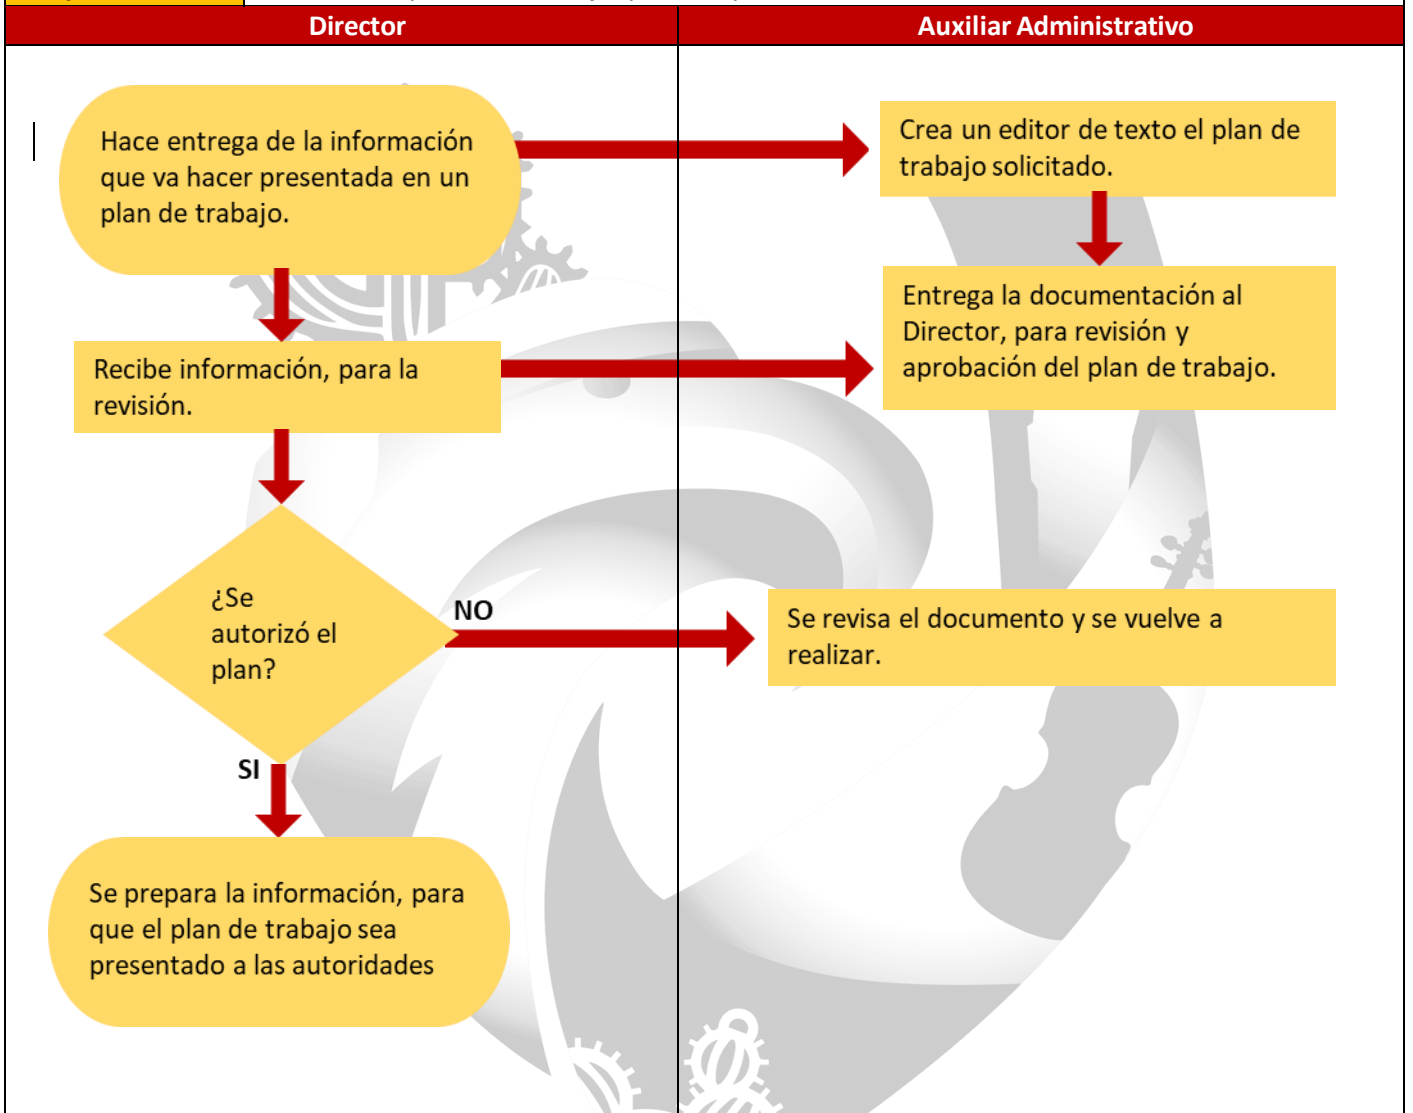 Director
Auxiliar Administrativo
Hace entrega de la información
que va hacer presentada en un
plan de trabajo.
Crea un editor de texto el plan de
trabajo solicitado.
Entrega la documentación al
Director, para revisión y
aprobación del plan de trabajo.
Recibe información, para la
revisión.
¿Se
autorizó el
plan?
NO
Se revisa el documento y se vuelve a
realizar.
SI
Se prepara la información, para
que el plan de trabajo sea
presentado a las autoridades